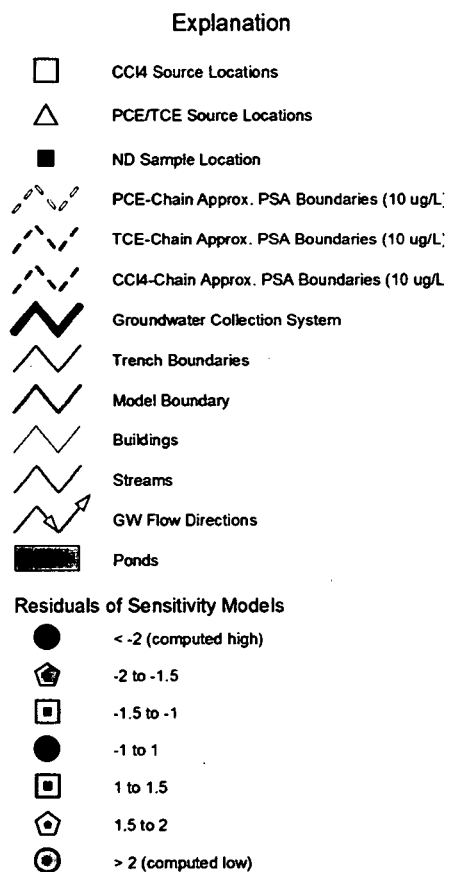 Explanation
CCl4 Source Locations
PCE/TCE Source Locations
ND Sample Location
PCE-Chain Approx. PSA Boundaries (10 ug/L)
TCE-Chain Approx. PSA Boundaries (10 ug/L)
CCl4-Chain Approx. PSA Boundaries (10 ug/L
Groundwater Collection System
Trench Boundaries
Model Boundary
Buildings
Streams
GW Flow Directions
Ponds
Residuals of Sensitivity Models
< -2 (computed high)
-2 to -1.5
-1.5 to -1
-1 to 1
1 to 1.5
1.5 to 2
> 2 (computed low)